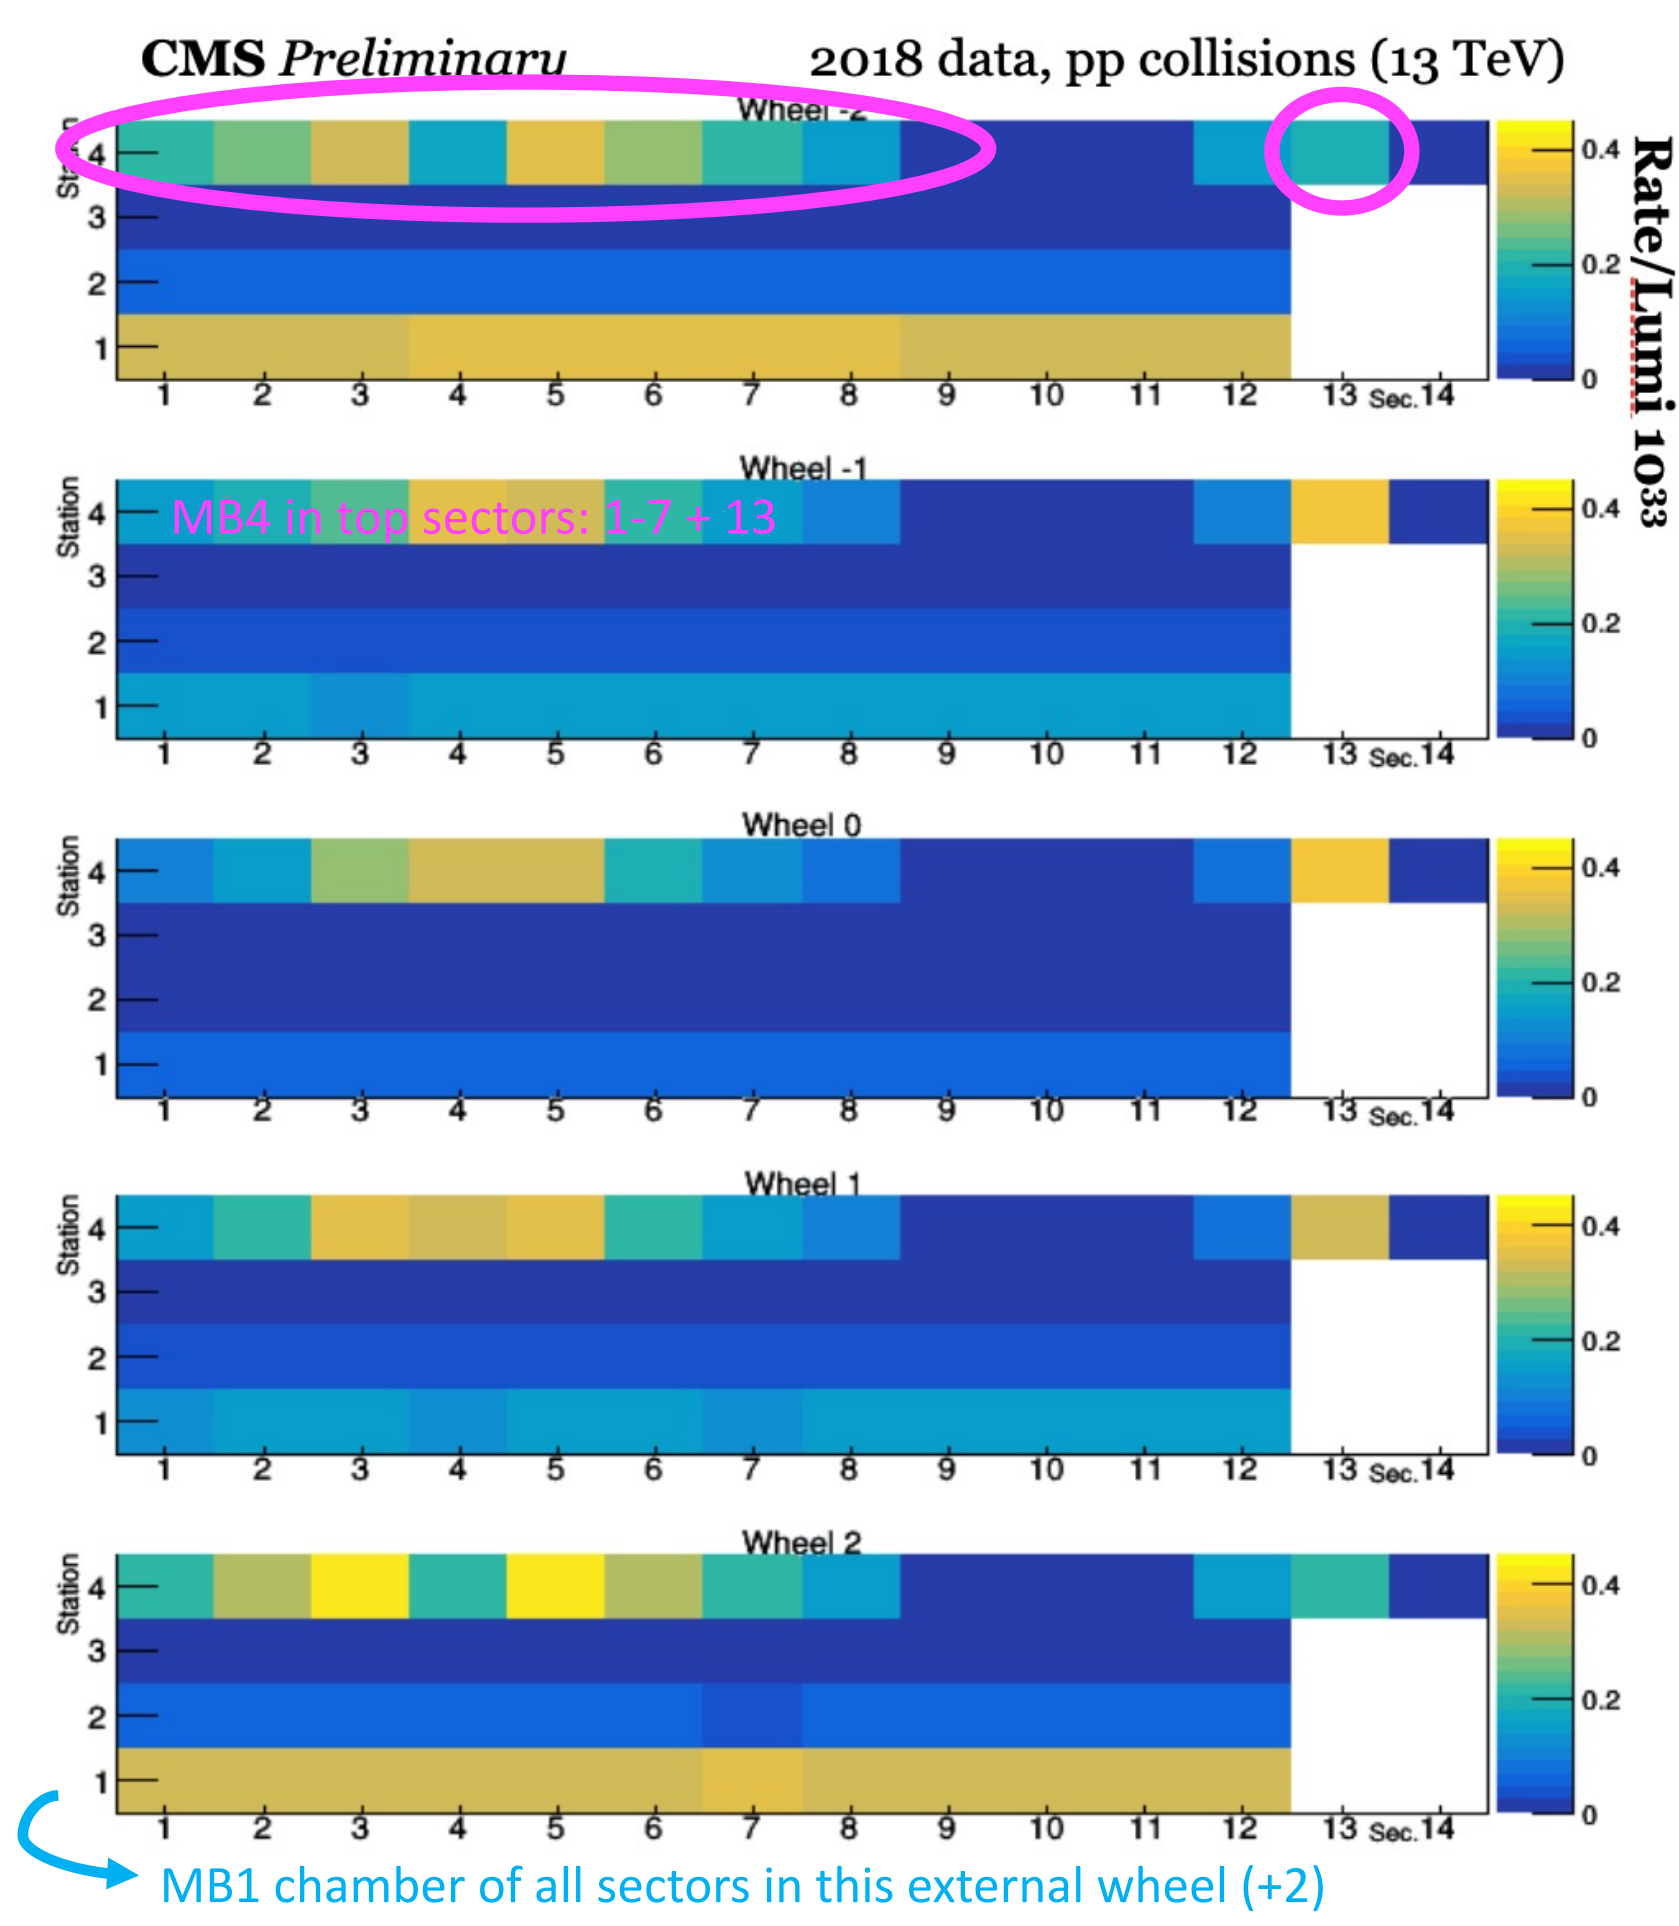 CMS Preliminary
2018 data, pp collisions (13 TeV)
Wheel -2
Station
4
3
2
1
1 2 3 4 5 6 7 8 9 10 11 12 13 Sec. 14
0.4
0.2
0
Rate/Lumi 1033
Wheel -1
Station
4
3
2
1
MB4 in top sectors: 1-7 + 13
1 2 3 4 5 6 7 8 9 10 11 12 13 Sec. 14
0.4
0.2
0
Wheel 0
Station
4
3
2
1
1 2 3 4 5 6 7 8 9 10 11 12 13 Sec. 14
0.4
0.2
0
Wheel 1
Station
4
3
2
1
1 2 3 4 5 6 7 8 9 10 11 12 13 Sec. 14
0.4
0.2
0
Wheel 2
Station
4
3
2
1
1 2 3 4 5 6 7 8 9 10 11 12 13 Sec. 14
0.4
0.2
0
MB1 chamber of all sectors in this external wheel (+2)